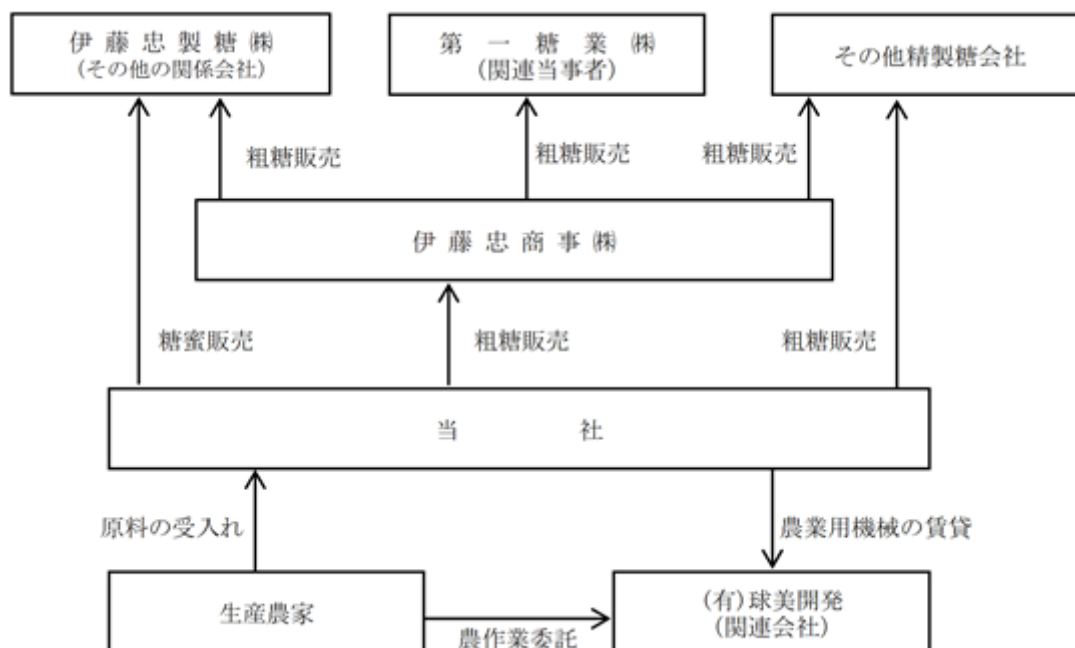 伊藤忠製糖㈱
(その他の関係会社)
第一糖業㈱
(関連当事者)
その他精製糖会社
粗糖販売
粗糖販売
粗糖販売
伊藤忠商事㈱
糖蜜販売
粗糖販売
粗糖販売
当社
原料の受入れ
農業用機械の賃貸
生産農家
(有)球美開発
(関連会社)
農作業委託